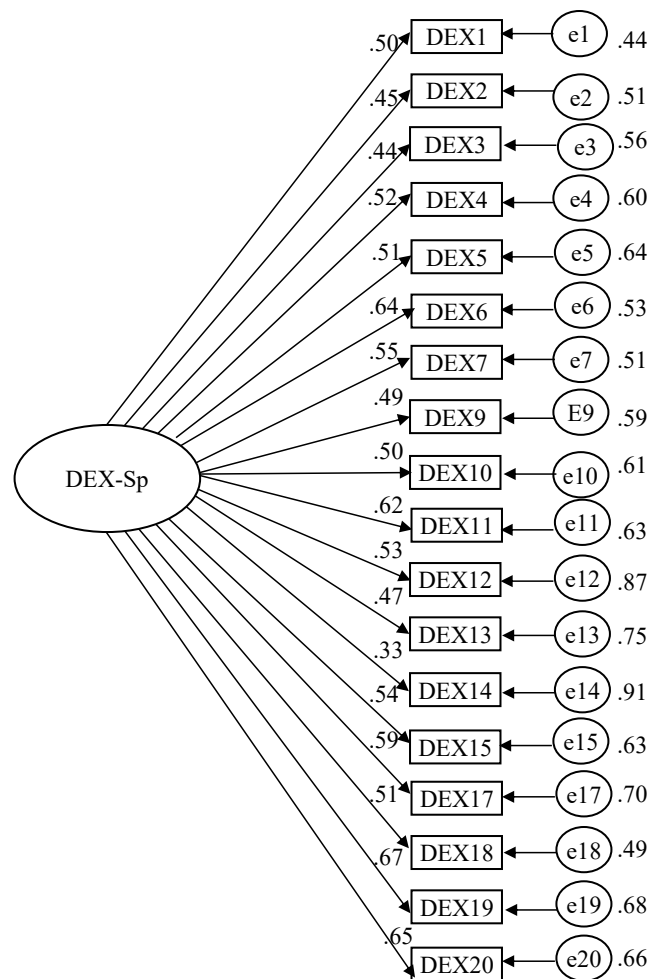 .50 DEX1 e1 .44
.45 DEX2 e2 .51
.44 DEX3 e3 .56
.52 DEX4 e4 .60
.51 DEX5 e5 .64
.64 DEX6 e6 .53
.55 DEX7 e7 .51
.49 DEX9 E9 .59
DEX-Sp
.50 DEX10 e10 .61
.62 DEX11 e11 .63
.53 DEX12 e12 .87
.47 DEX13 e13 .75
.33 DEX14 e14 .91
.54 DEX15 e15 .63
.59 DEX17 e17 .70
.51 DEX18 e18 .49
.67 DEX19 e19 .68
.65 DEX20 e20 .66